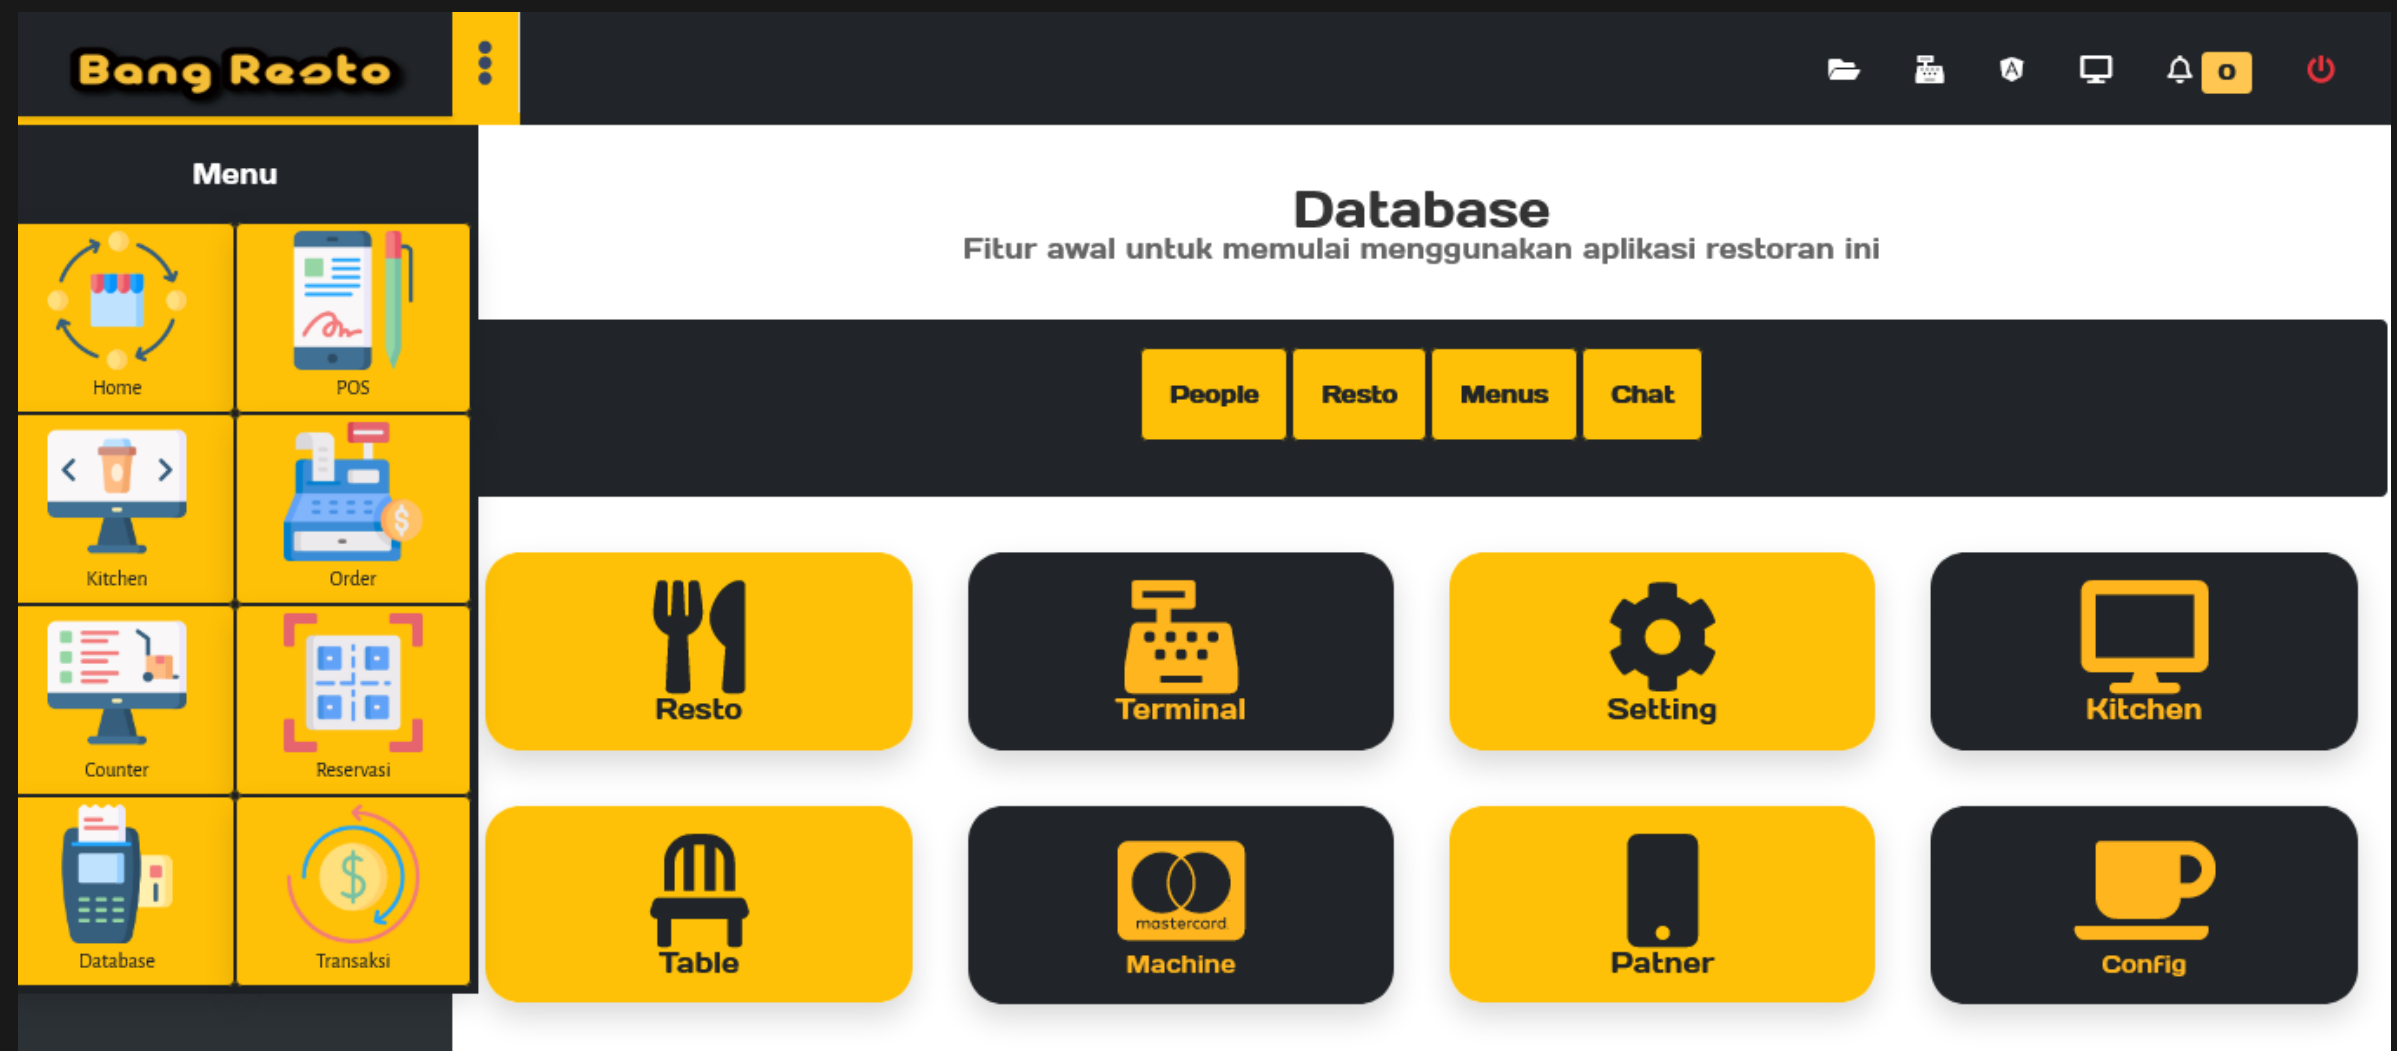 Bang Resto
0
Menu
Home
POS
Kitchen
Order
Counter
Reservasi
Database
Transaksi
Database
Fitur awal untuk memulai menggunakan aplikasi restoran ini
People
Resto
Menus
Chat
Resto
Terminal
Setting
Kitchen
Table
mastercard
Machine
Patner
Config